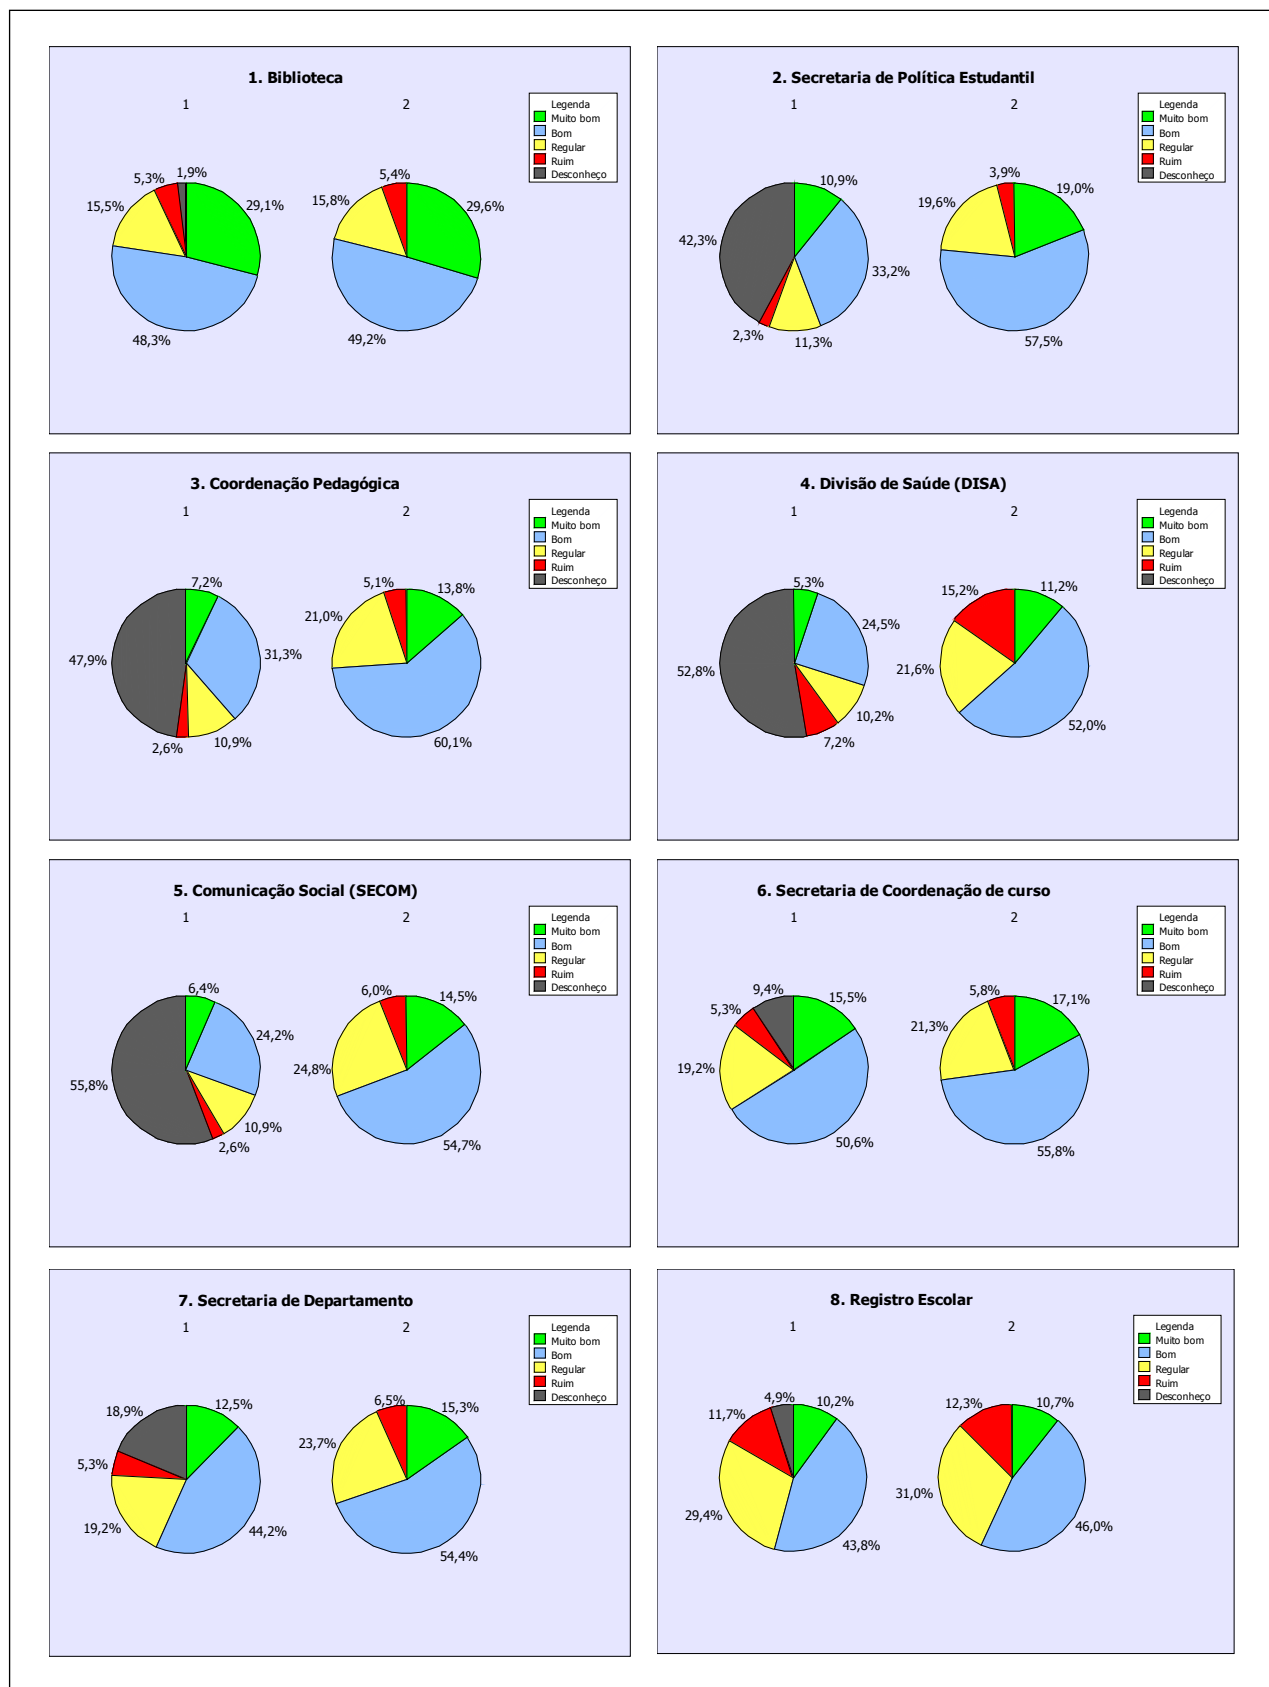 1. Biblioteca
1 2
Legenda
Muito bom
Bom
Regular
Ruim
Desconheço
5,3% 1,9%
15,5%
29,1%
48,3%
5,4%
15,8%
29,6%
49,2%
2. Secretaria de Política Estudantil
1 2
Legenda
Muito bom
Bom
Regular
Ruim
Desconheço
10,9%
42,3%
33,2%
2,3%
11,3%
3,9%
19,0%
19,6%
57,5%
3. Coordenação Pedagógica
1 2
Legenda
Muito bom
Bom
Regular
Ruim
Desconheço
7,2%
47,9%
31,3%
2,6%
10,9%
5,1%
13,8%
21,0%
60,1%
4. Divisão de Saúde (DISA)
1 2
Legenda
Muito bom
Bom
Regular
Ruim
Desconheço
5,3%
24,5%
52,8%
10,2%
7,2%
15,2%
11,2%
21,6%
52,0%
5. Comunicação Social (SECOM)
1 2
Legenda
Muito bom
Bom
Regular
Ruim
Desconheço
6,4%
24,2%
55,8%
10,9%
2,6%
6,0%
14,5%
24,8%
54,7%
6. Secretaria de Coordenação de curso
1 2
Legenda
Muito bom
Bom
Regular
Ruim
Desconheço
9,4%
5,3%
15,5%
19,2%
50,6%
5,8%
17,1%
21,3%
55,8%
7. Secretaria de Departamento
1 2
Legenda
Muito bom
Bom
Regular
Ruim
Desconheço
18,9%
12,5%
5,3%
19,2%
44,2%
6,5%
15,3%
23,7%
54,4%
8. Registro Escolar
1 2
Legenda
Muito bom
Bom
Regular
Ruim
Desconheço
4,9%
10,2%
11,7%
29,4%
43,8%
12,3%
10,7%
31,0%
46,0%